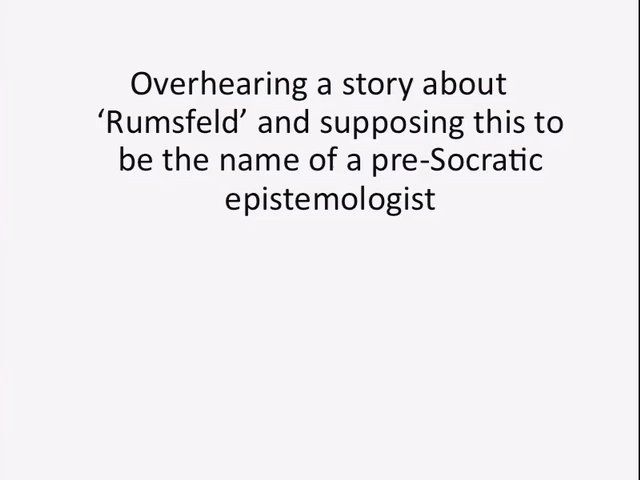 Overhearing a story about
‘Rumsfeld’ and supposing this to
be the name of a pre-Socratic
epistemologist